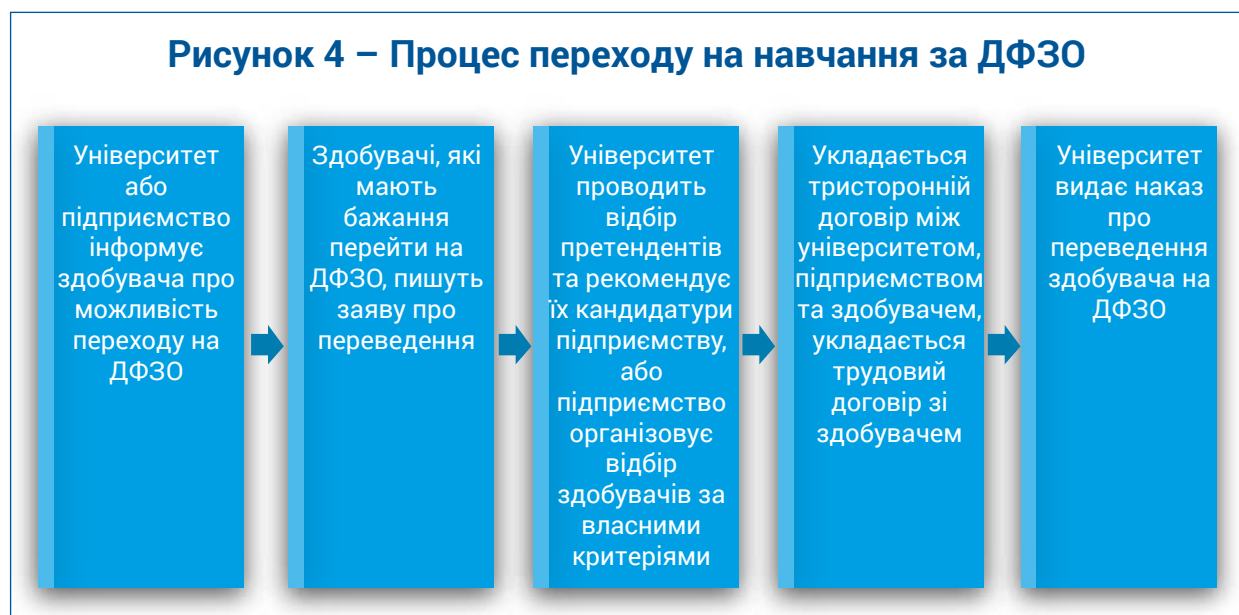 Рисунок 4 – Процес переходу на навчання за ДФЗО
Університет
або
підприємство
інформує
здобувача про
можливість
переходу на
ДФЗО
Здобувачі, які
мають
бажання
перейти на
ДФЗО, пишуть
заяву про
переведення
Університет
проводить
відбір
претендентів
та рекомендує
їх кандидатури
підприємству,
або
підприємство
організовує
відбір
здобувачів за
власними
критеріями
Укладається
тристоронній
договір між
університетом,
підприємством
та здобувачем,
укладається
трудовий
договір зі
здобувачем
Університет
видає наказ
про
переведення
здобувача на
ДФЗО